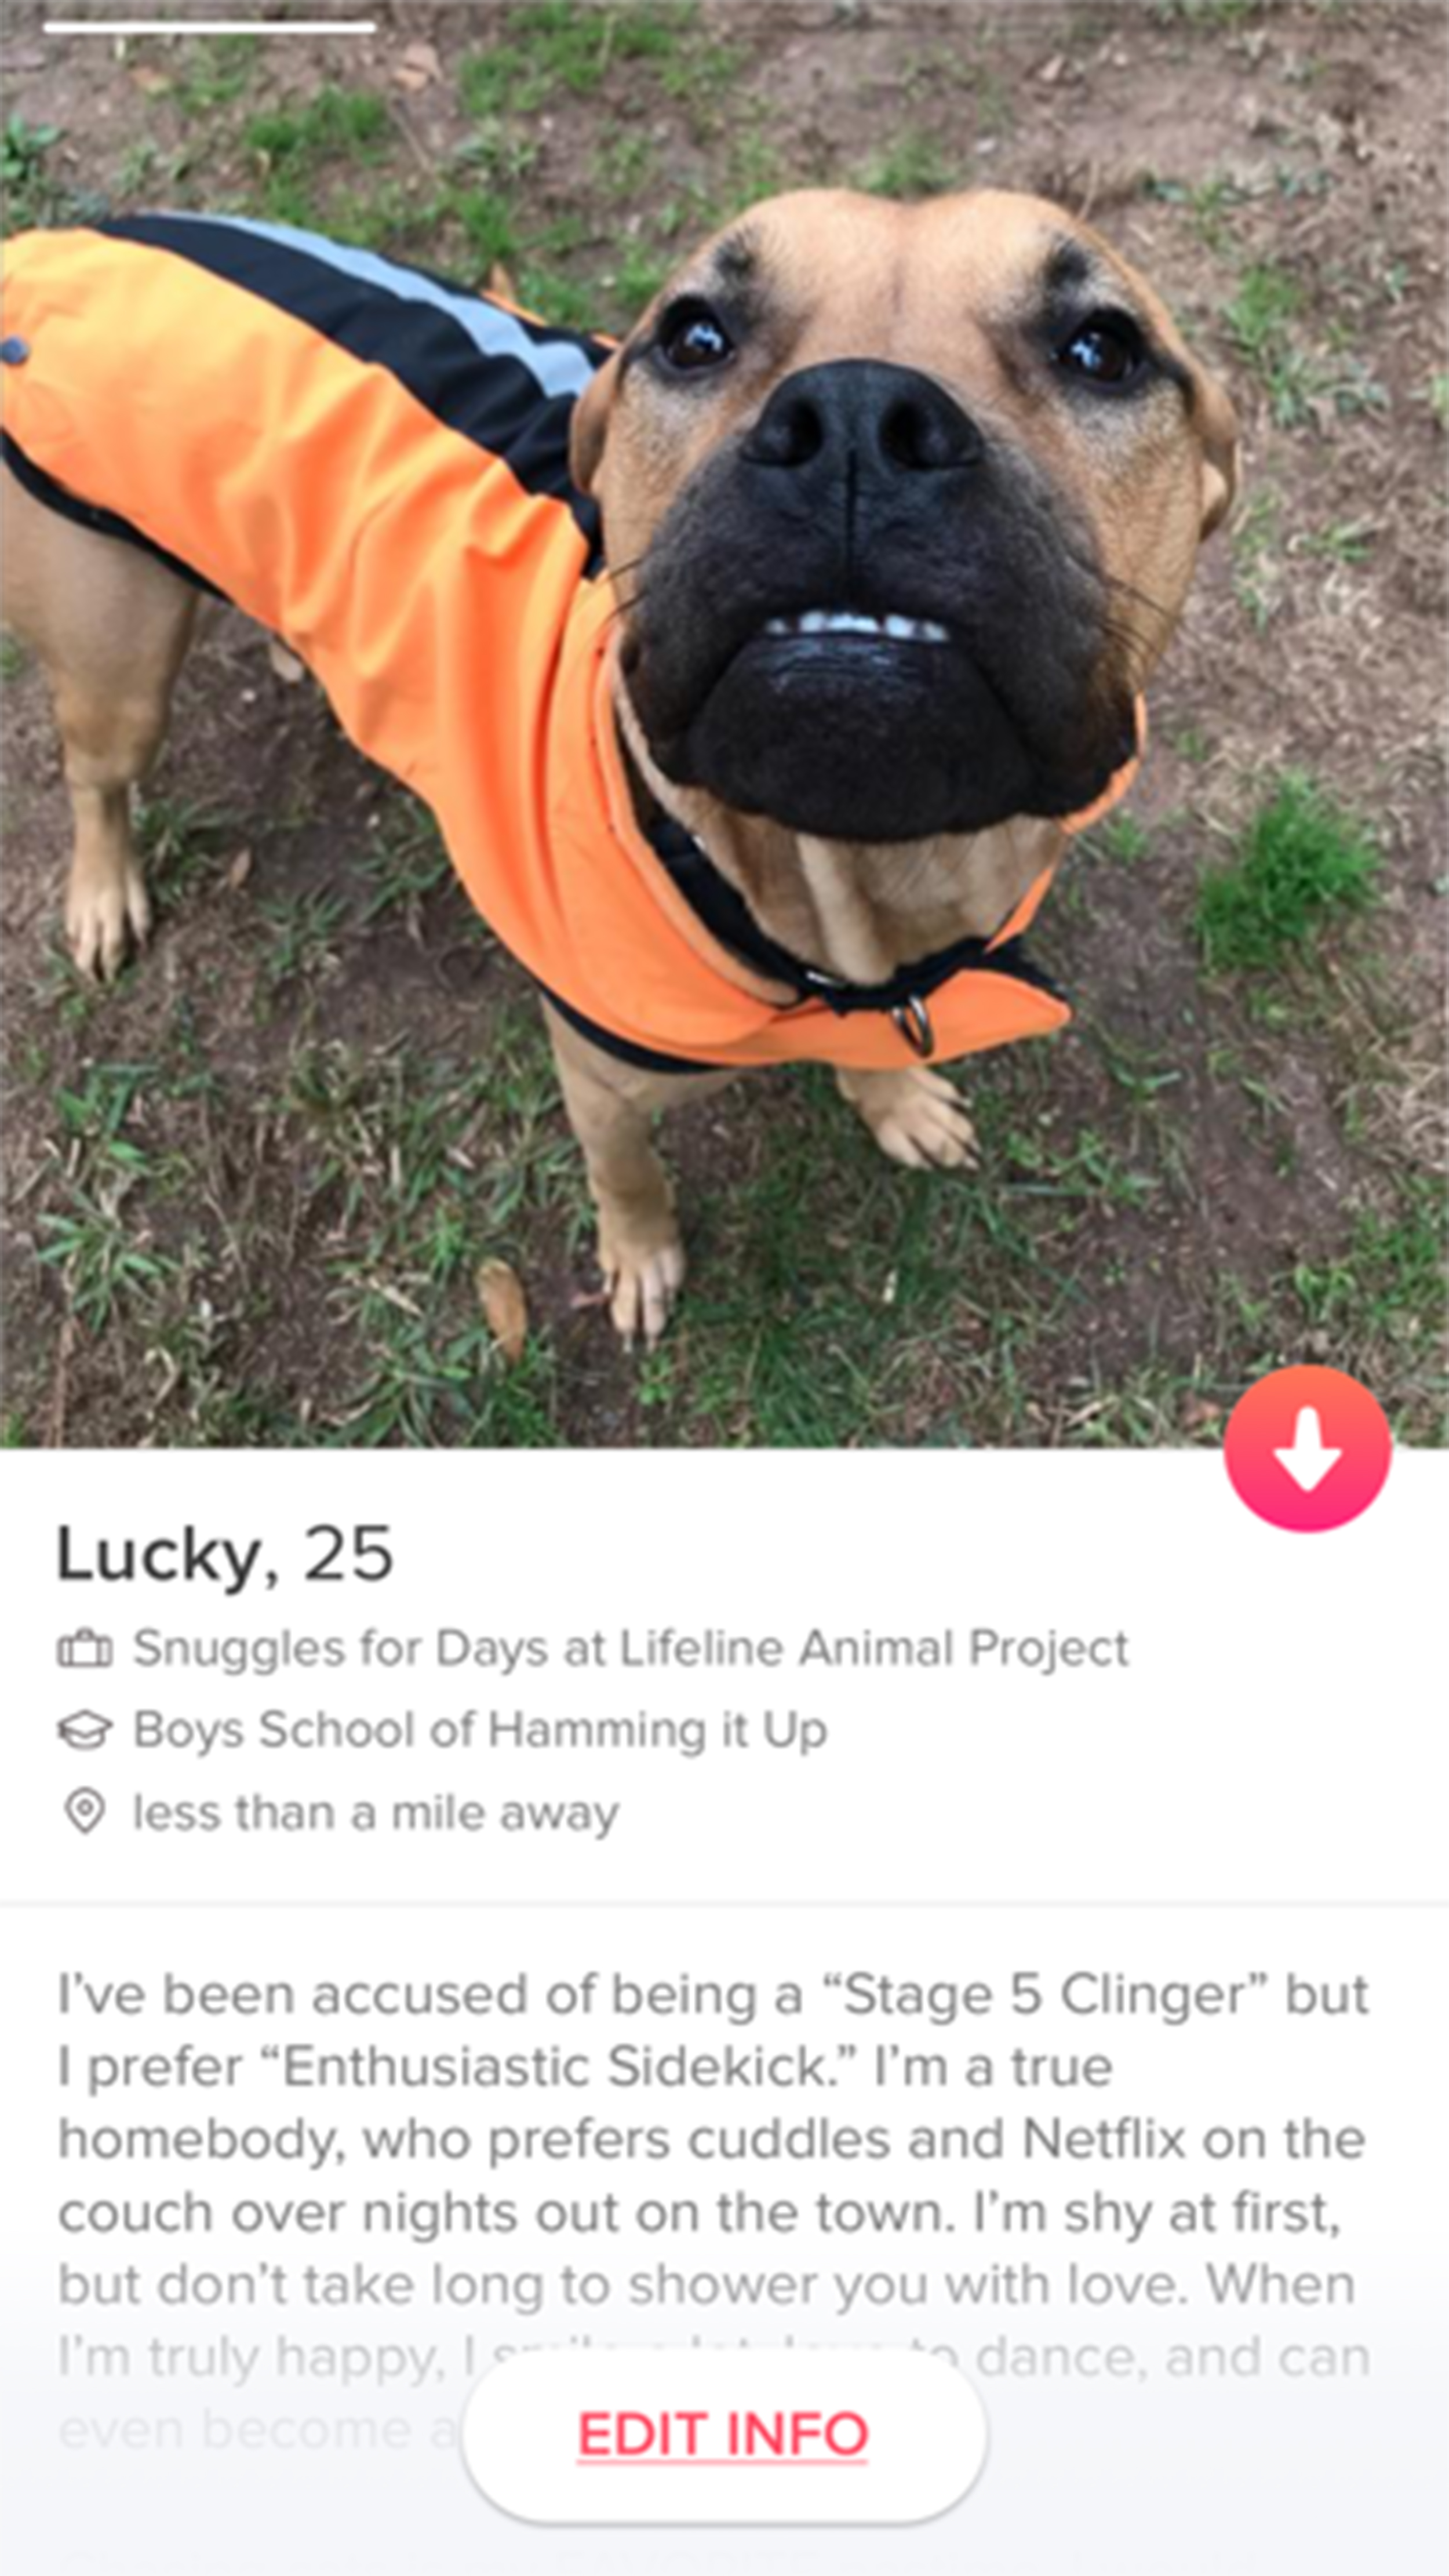 Lucky, 25
Snuggles for Days at Lifeline Animal Project
Boys School of Hamming it Up
less than a mile away
I’ve been accused of being a “Stage 5 Clinger” but
I prefer “Enthusiastic Sidekick.” I’m a true
homebody, who prefers cuddles and Netflix on the
couch over nights out on the town. I’m shy at first,
but don’t take long to shower you with love. When
I’m truly happy, I smile a lot, love to dance, and can
even become a
EDIT INFO